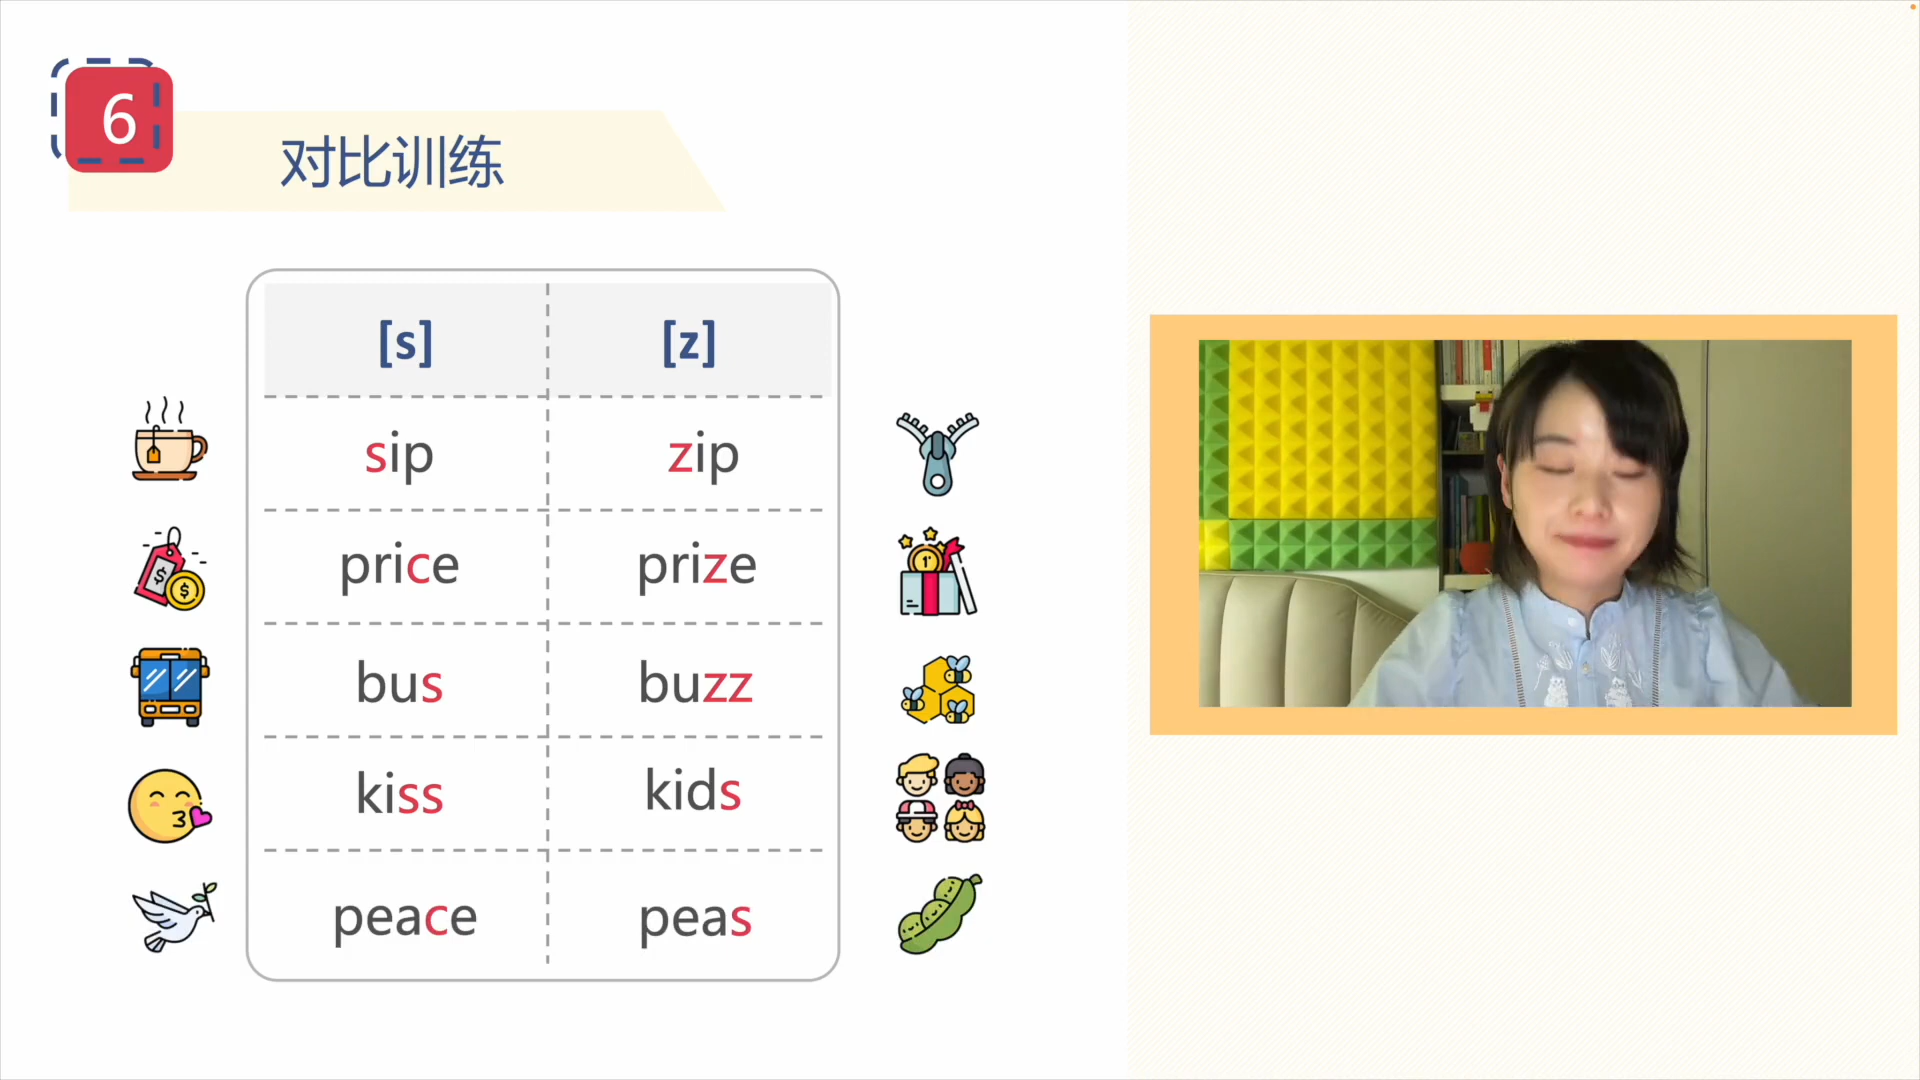 6
对比训练
[s] [z]
sip zip
price prize
bus buzz
kiss kids
peace peas